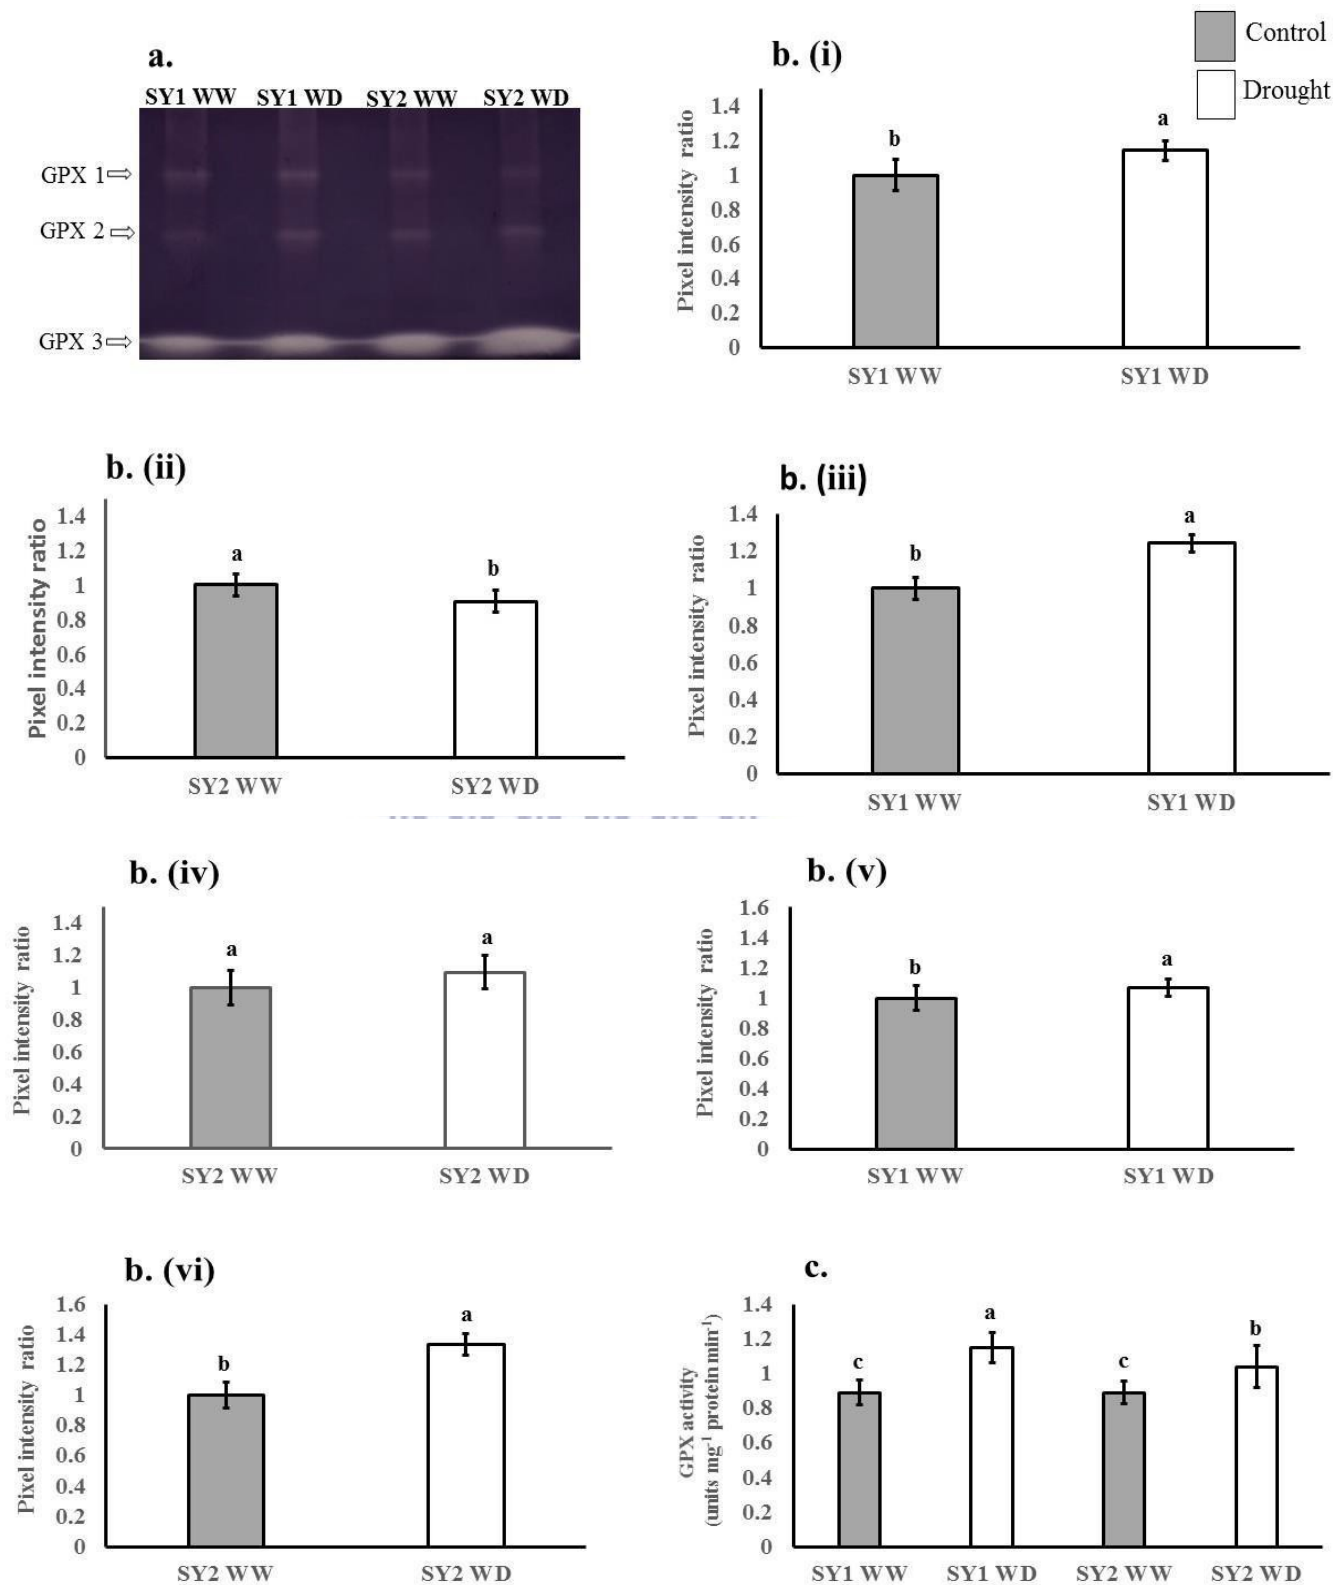 a.
SY1 WW SY1 WD SY2 WW SY2 WD
GPX 1
GPX 2
GPX 3
b. (i)
Control
Drought
Pixel intensity ratio
1.4
1.2
1
0.8
0.6
0.4
0.2
0
b
a
SY1 WW SY1 WD
b. (ii)
Pixel intensity ratio
1.4
1.2
1
0.8
0.6
0.4
0.2
0
a
b
SY2 WW SY2 WD
b. (iii)
Pixel intensity ratio
1.4
1.2
1
0.8
0.6
0.4
0.2
0
b
a
SY1 WW SY1 WD
b. (iv)
Pixel intensity ratio
1.4
1.2
1
0.8
0.6
0.4
0.2
0
a
a
SY2 WW SY2 WD
b. (v)
Pixel intensity ratio
1.6
1.4
1.2
1
0.8
0.6
0.4
0.2
0
b
a
SY1 WW SY1 WD
b. (vi)
Pixel intensity ratio
1.6
1.4
1.2
1
0.8
0.6
0.4
0.2
0
b
a
SY2 WW SY2 WD
c.
GPX activity
(units mg⁻¹ protein min⁻¹)
1.4
1.2
1
0.8
0.6
0.4
0.2
0
c
a
c
b
SY1 WW SY1 WD SY2 WW SY2 WD